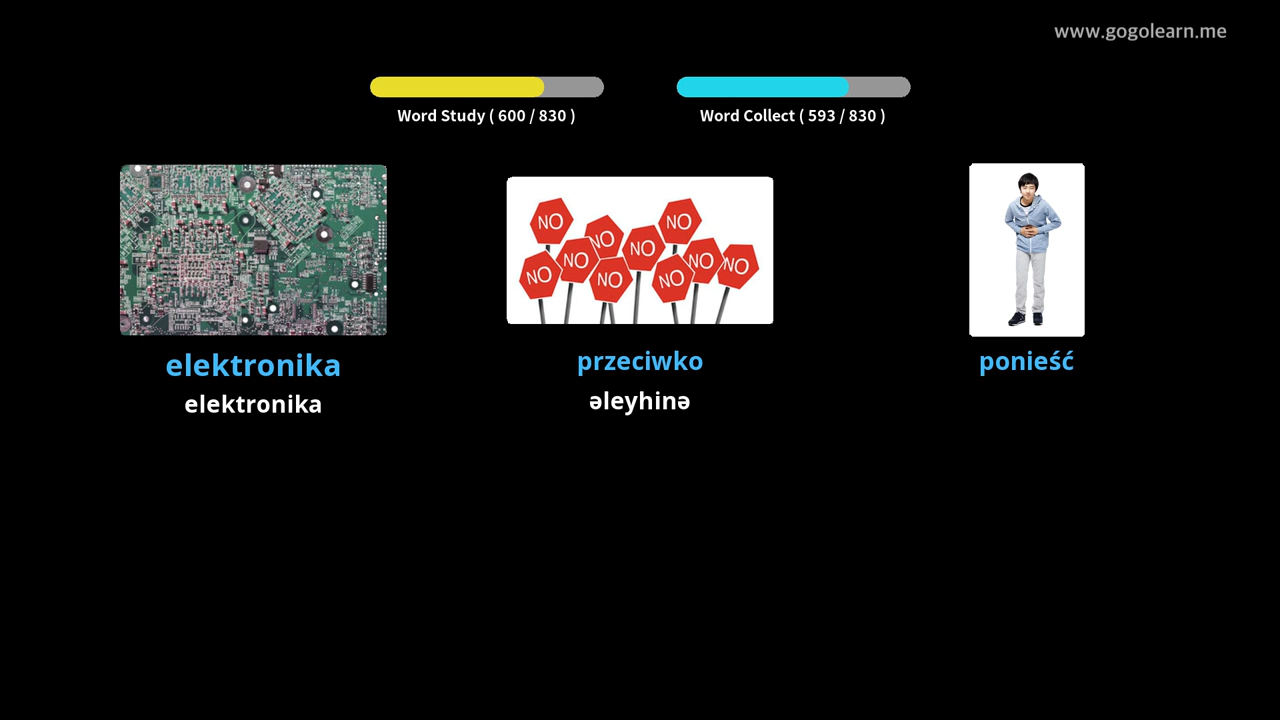 www.gogolearn.me
Word Study ( 600 / 830 )
Word Collect ( 593 / 830 )
NO
NO
NO
NO
NO
NO
NO
NO
NO
NO
elektronika
elektronika
przeciwko
əleyhinə
ponieść